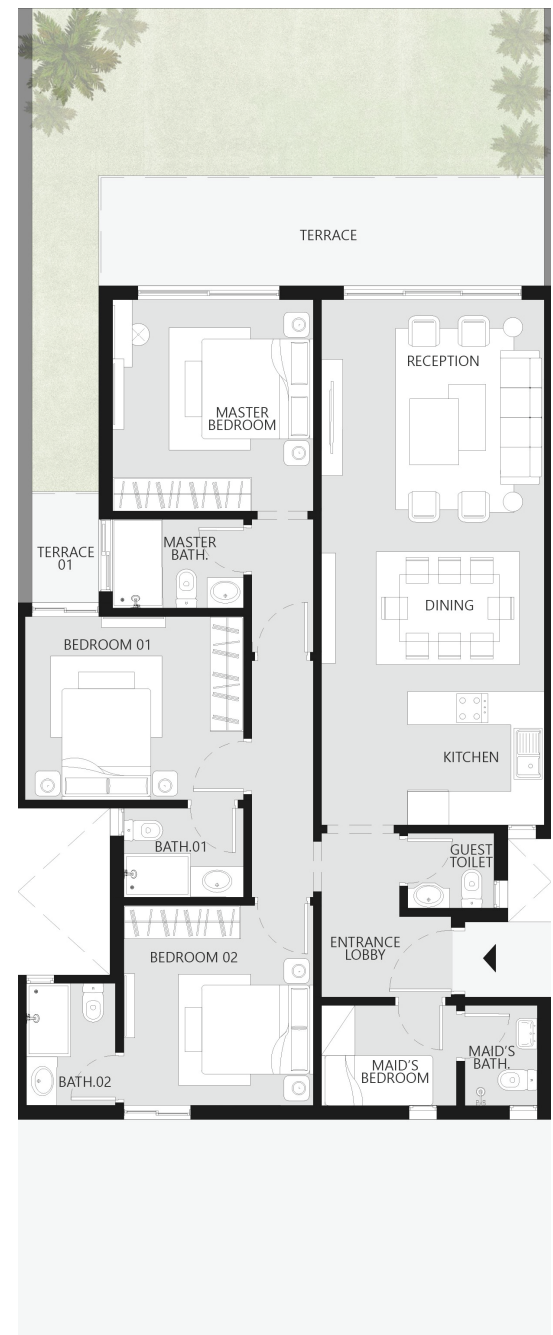 TERRACE
RECEPTION
MASTER
BEDROOM
MASTER
BATH.
TERRACE
01
DINING
BEDROOM 01
KITCHEN
BATH.01
GUEST
TOILET
ENTRANCE
LOBBY
BEDROOM 02
MAID'S
BATH.
MAID'S
BEDROOM
BATH.02